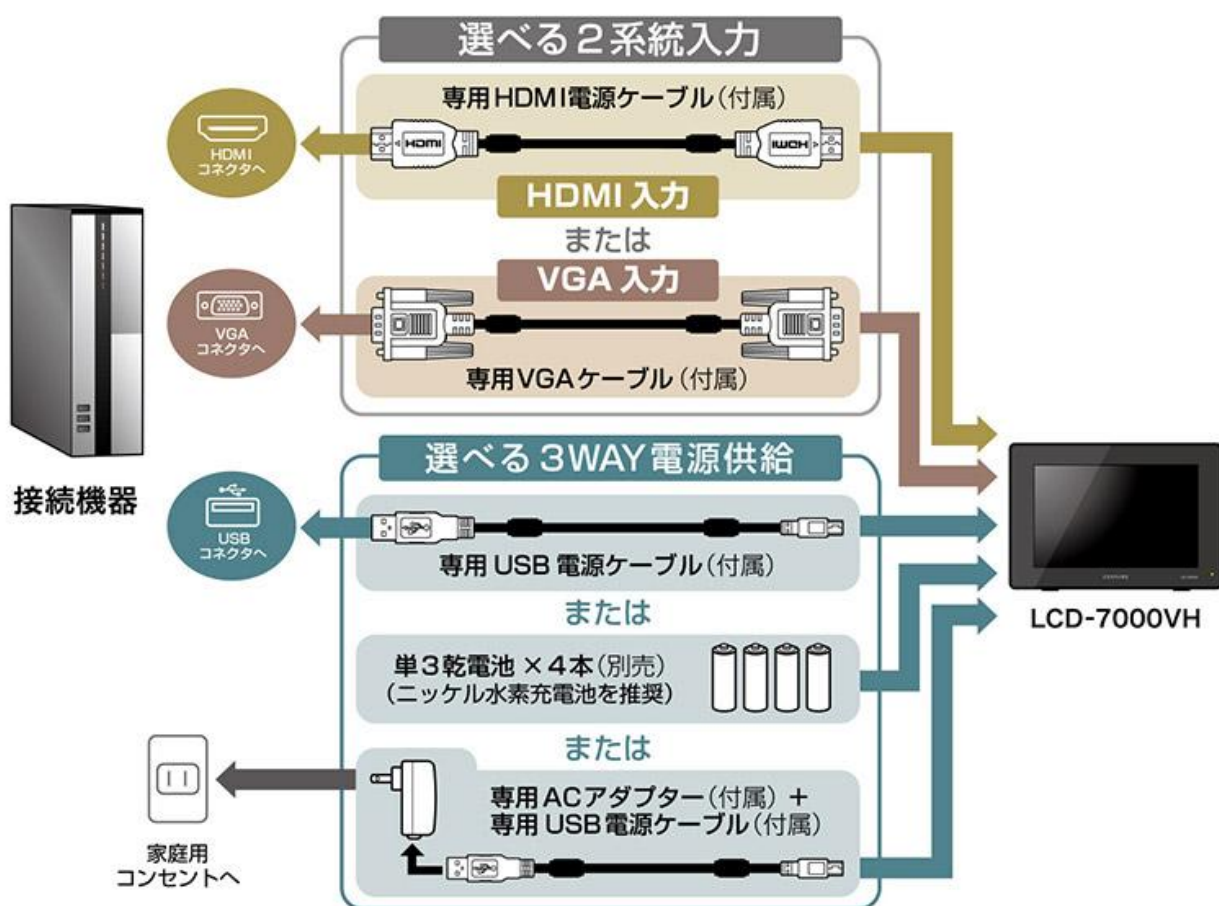 選べる2系統入力
専用HDMI電源ケーブル(付属)
HDMI
HDMI
HDMI
コネクタへ
HDMI 入力
または
VGA 入力
VGA
コネクタへ
専用VGAケーブル(付属)
選べる3WAY電源供給
接続機器
USB
コネクタへ
専用 USB 電源ケーブル(付属)
または
LCD-7000VH
単3乾電池 ×4本(別売)
(ニッケル水素充電池を推奨)
または
専用ACアダプター(付属) +
専用 USB 電源ケーブル(付属)
家庭用
コンセントへ